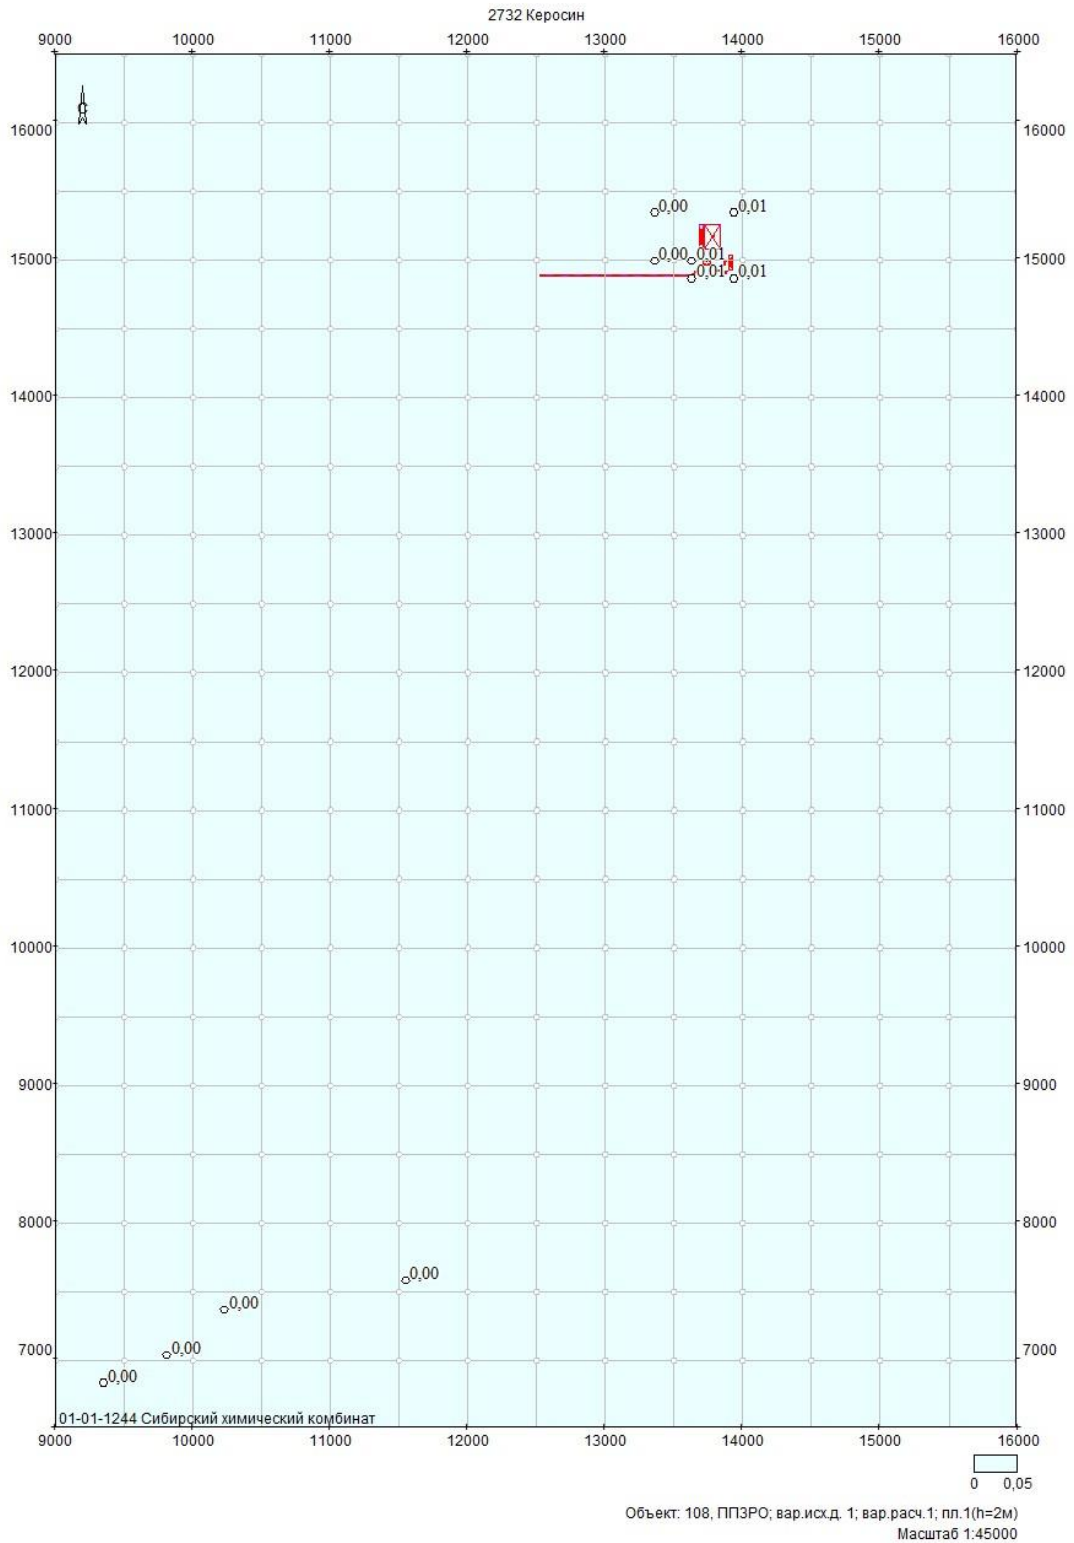 2732 Керосин
9000 10000 11000 12000 13000 14000 15000 16000
С
16000 16000
0,00 0,01
0,00 0,01
15000 15000
0,01 0,01
14000 14000
13000 13000
12000 12000
11000 11000
10000 10000
9000 9000
8000 8000
0,00
0,00
7000 0,00 7000
0,00
01-01-1244 Сибирский химический комбинат
9000 10000 11000 12000 13000 14000 15000 16000
0 0,05
Объект: 108, ППЗРО; вар.исх.д. 1; вар.расч.1; пл.1(h=2м)
Масштаб 1:45000